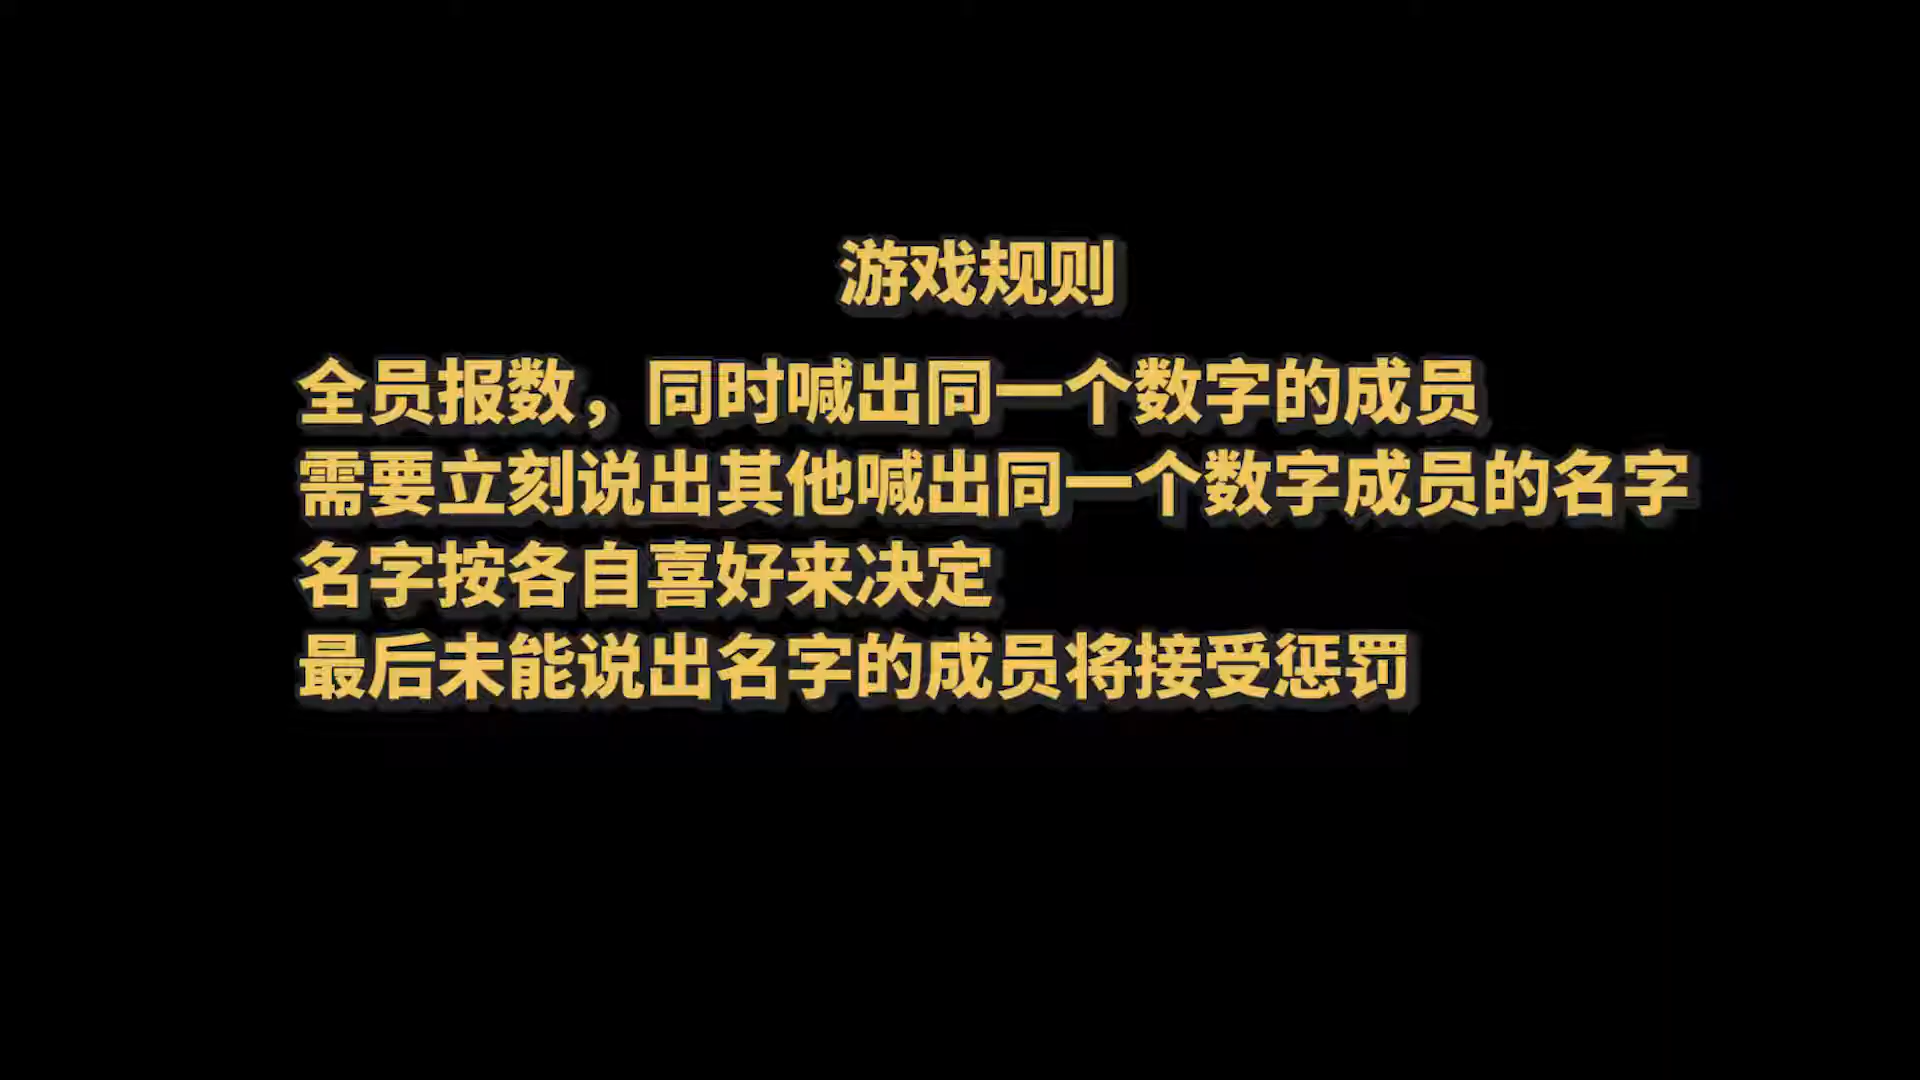 游戏规则
全员报数，同时喊出同一个数字的成员
需要立刻说出其他喊出同一个数字成员的名字
名字按各自喜好来决定
最后未能说出名字的成员将接受惩罚